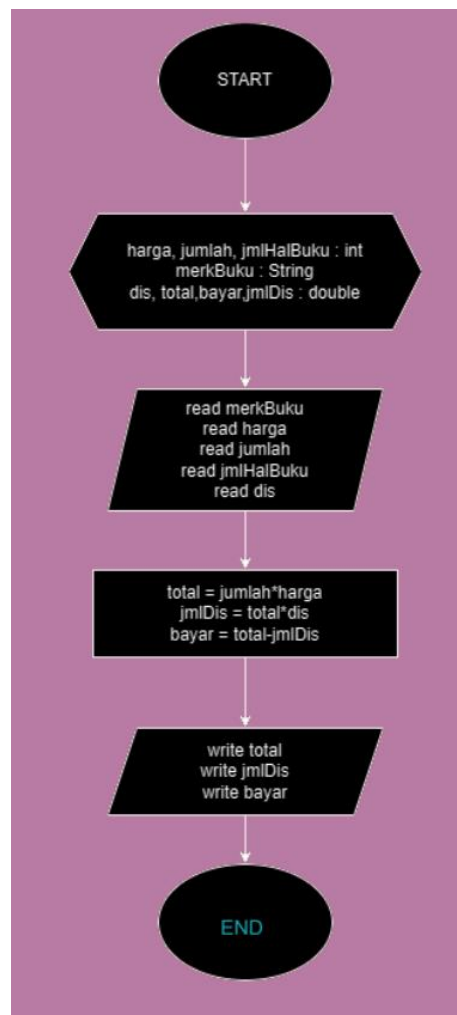 START
harga, jumlah, jmlHalBuku : int
merkBuku : String
dis, total,bayar,jmlDis : double
read merkBuku
read harga
read jumlah
read jmlHalBuku
read dis
total = jumlah*harga
jmlDis = total*dis
bayar = total-jmlDis
write total
write jmlDis
write bayar
END